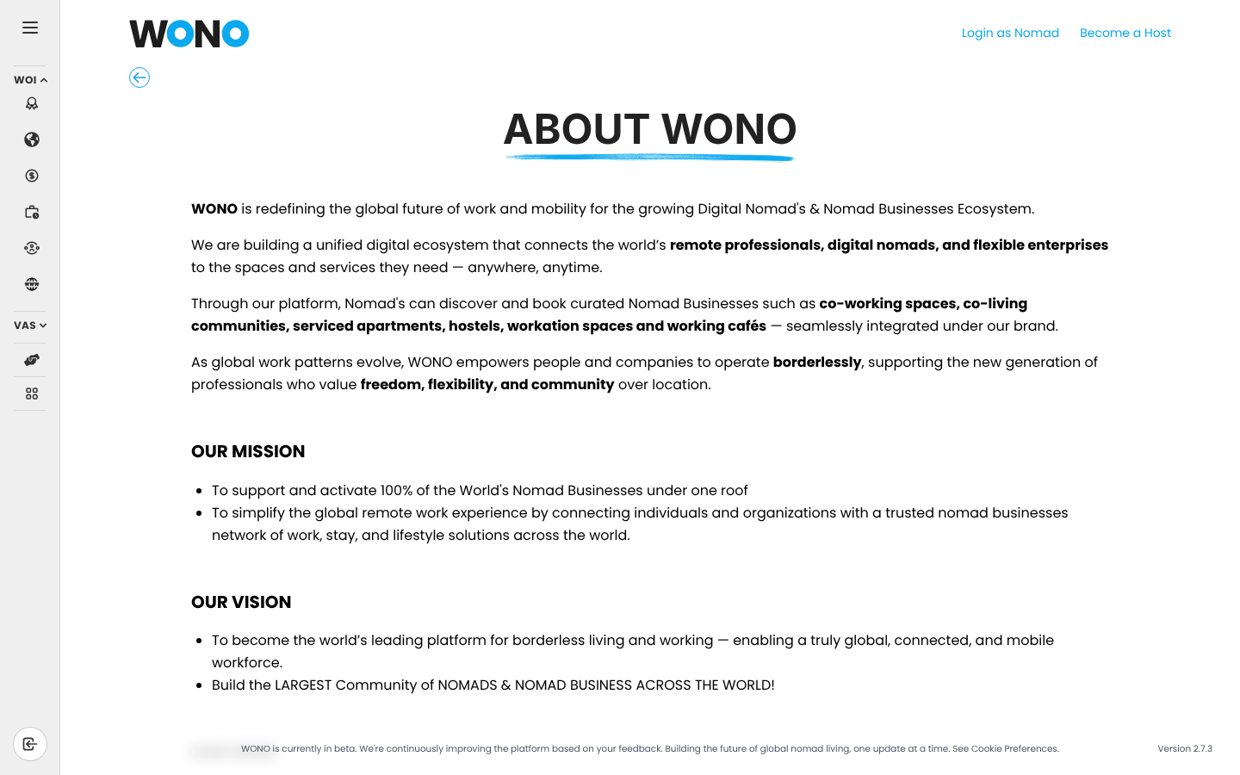 WONO
Login as Nomad
Become a Host
WOI
VAS
ABOUT WONO
WONO is redefining the global future of work and mobility for the growing Digital Nomad's & Nomad Businesses Ecosystem.
We are building a unified digital ecosystem that connects the world’s remote professionals, digital nomads, and flexible enterprises
to the spaces and services they need — anywhere, anytime.
Through our platform, Nomad's can discover and book curated Nomad Businesses such as co-working spaces, co-living
communities, serviced apartments, hostels, workation spaces and working cafés — seamlessly integrated under our brand.
As global work patterns evolve, WONO empowers people and companies to operate borderlessly, supporting the new generation of
professionals who value freedom, flexibility, and community over location.
OUR MISSION
To support and activate 100% of the World's Nomad Businesses under one roof
To simplify the global remote work experience by connecting individuals and organizations with a trusted nomad businesses
network of work, stay, and lifestyle solutions across the world.
OUR VISION
To become the world’s leading platform for borderless living and working — enabling a truly global, connected, and mobile
workforce.
Build the LARGEST Community of NOMADS & NOMAD BUSINESS ACROSS THE WORLD!
WONO is currently in beta. We're continuously improving the platform based on your feedback. Building the future of global nomad living, one update at a time. See Cookie Preferences.
Version 2.7.3